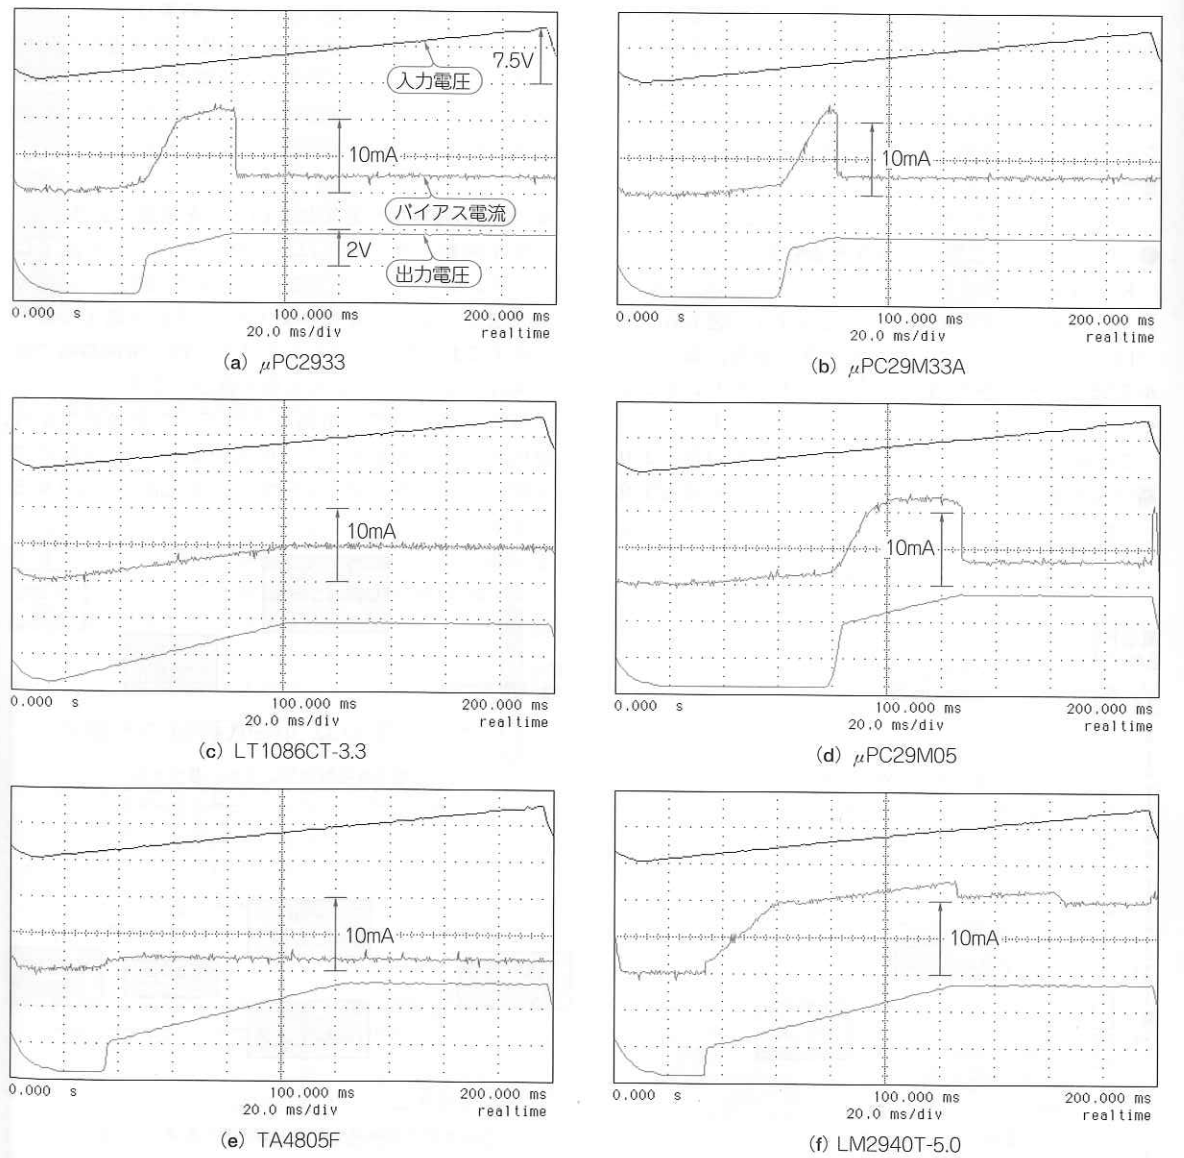 7.5V
入力電圧
10mA
バイアス電流
2V
出力電圧
0.000 s
100.000 ms
200.000 ms
20.0 ms/div
realtime
(a) μPC2933
10mA
0.000 s
100.000 ms
200.000 ms
20.0 ms/div
realtime
(b) μPC29M33A
10mA
0.000 s
100.000 ms
200.000 ms
20.0 ms/div
realtime
(c) LT1086CT-3.3
10mA
0.000 s
100.000 ms
200.000 ms
20.0 ms/div
realtime
(d) μPC29M05
10mA
0.000 s
100.000 ms
200.000 ms
20.0 ms/div
realtime
(e) TA4805F
10mA
0.000 s
100.000 ms
200.000 ms
20.0 ms/div
realtime
(f) LM2940T-5.0